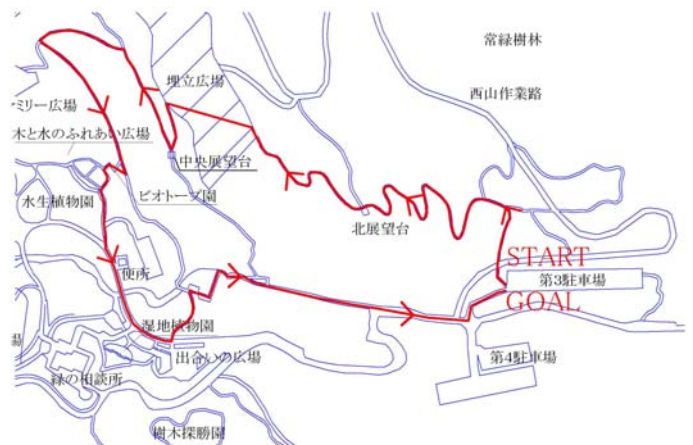 常緑樹林
埋立広場
西山作業路
ミリー広場
木と水のふれあい広場
中央展望台
ビオトープ園
水生植物園
北展望台
START
便所
第3駐車場
GOAL
湿地植物園
出合いの広場
第4駐車場
緑の相談所
樹木探勝園